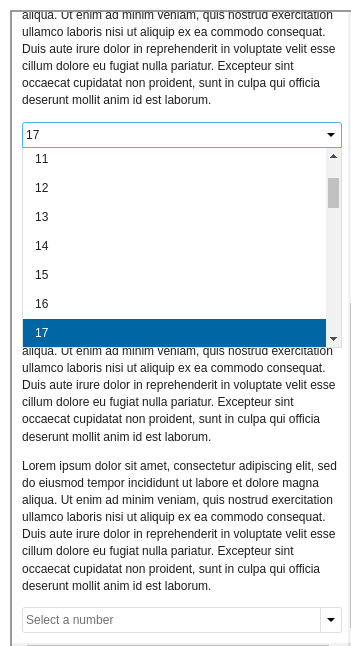 aliqua. Ut enim ad minim veniam, quis nostrud exercitation
ullamco laboris nisi ut aliquip ex ea commodo consequat.
Duis aute irure dolor in reprehenderit in voluptate velit esse
cillum dolore eu fugiat nulla pariatur. Excepteur sint
occaecat cupidatat non proident, sunt in culpa qui officia
deserunt mollit anim id est laborum.
17
11
12
13
14
15
16
17
aliqua. Ut enim ad minim veniam, quis nostrud exercitation
ullamco laboris nisi ut aliquip ex ea commodo consequat.
Duis aute irure dolor in reprehenderit in voluptate velit esse
cillum dolore eu fugiat nulla pariatur. Excepteur sint
occaecat cupidatat non proident, sunt in culpa qui officia
deserunt mollit anim id est laborum.
Lorem ipsum dolor sit amet, consectetur adipiscing elit, sed
do eiusmod tempor incididunt ut labore et dolore magna
aliqua. Ut enim ad minim veniam, quis nostrud exercitation
ullamco laboris nisi ut aliquip ex ea commodo consequat.
Duis aute irure dolor in reprehenderit in voluptate velit esse
cillum dolore eu fugiat nulla pariatur. Excepteur sint
occaecat cupidatat non proident, sunt in culpa qui officia
deserunt mollit anim id est laborum.
Select a number